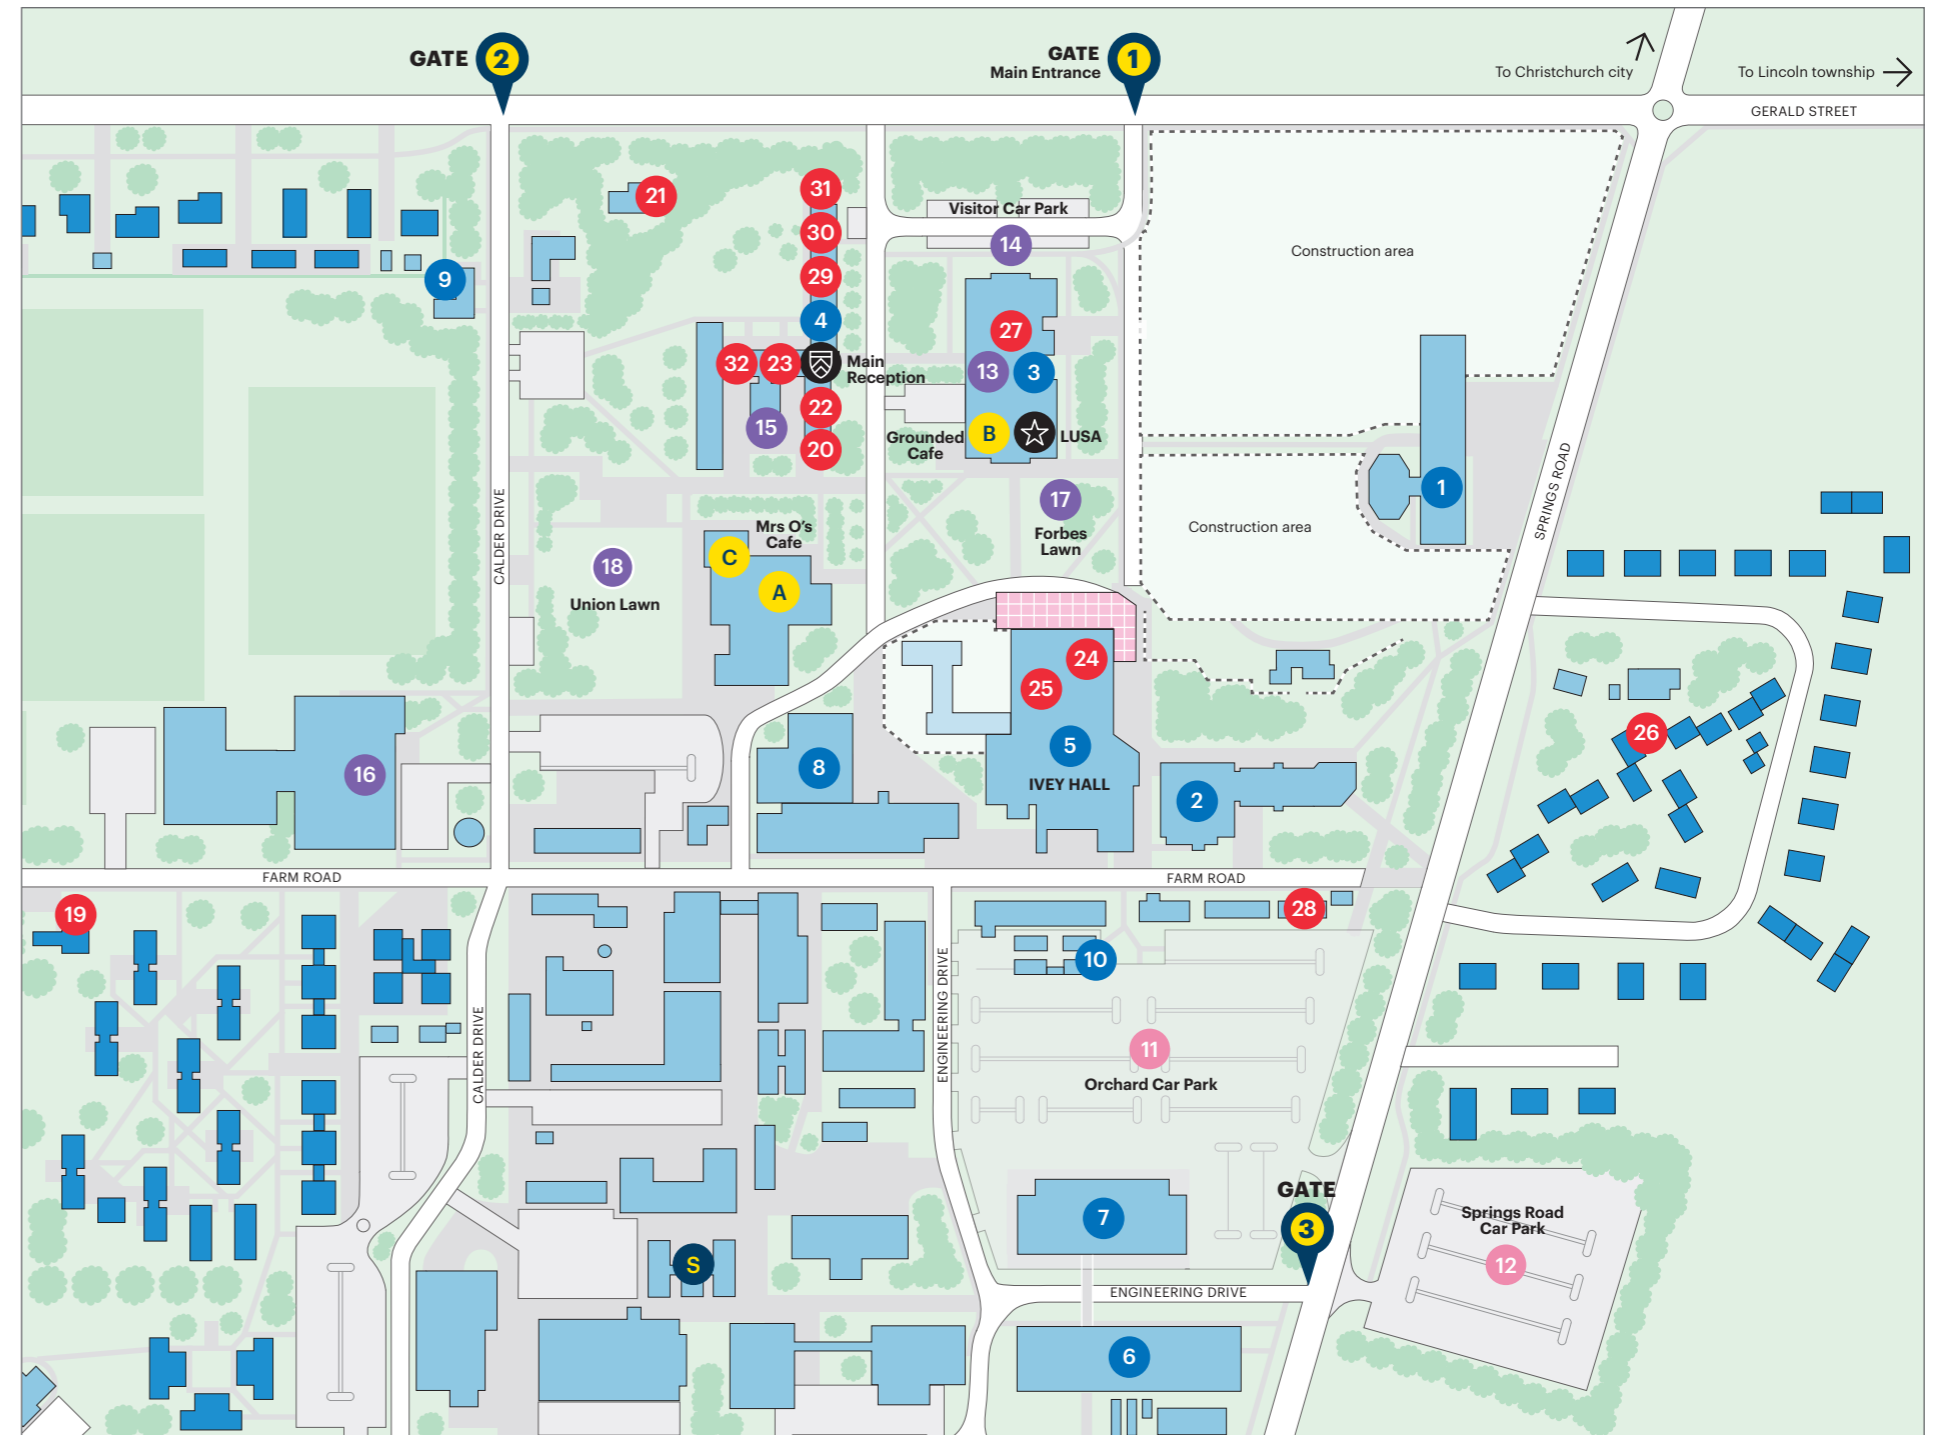 GATE 2
GATE 1
Main Entrance
To Christchurch city
To Lincoln township
GERALD STREET
21
31
Visitor Car Park
30
14
Construction area
29
9
4
27
32
23
Main
Reception
13
3
22
15
20
Grounded
Cafe
B
LUSA
1
SPRINGS ROAD
CALDER DRIVE
17
Forbes
Lawn
Construction area
Mrs O's
Cafe
C
A
18
Union Lawn
24
25
26
5
IVEY HALL
8
16
2
FARM ROAD
FARM ROAD
19
28
10
ENGINEERING DRIVE
CALDER DRIVE
11
Orchard Car Park
7
GATE
3
Springs Road
Car Park
12
S
ENGINEERING DRIVE
6